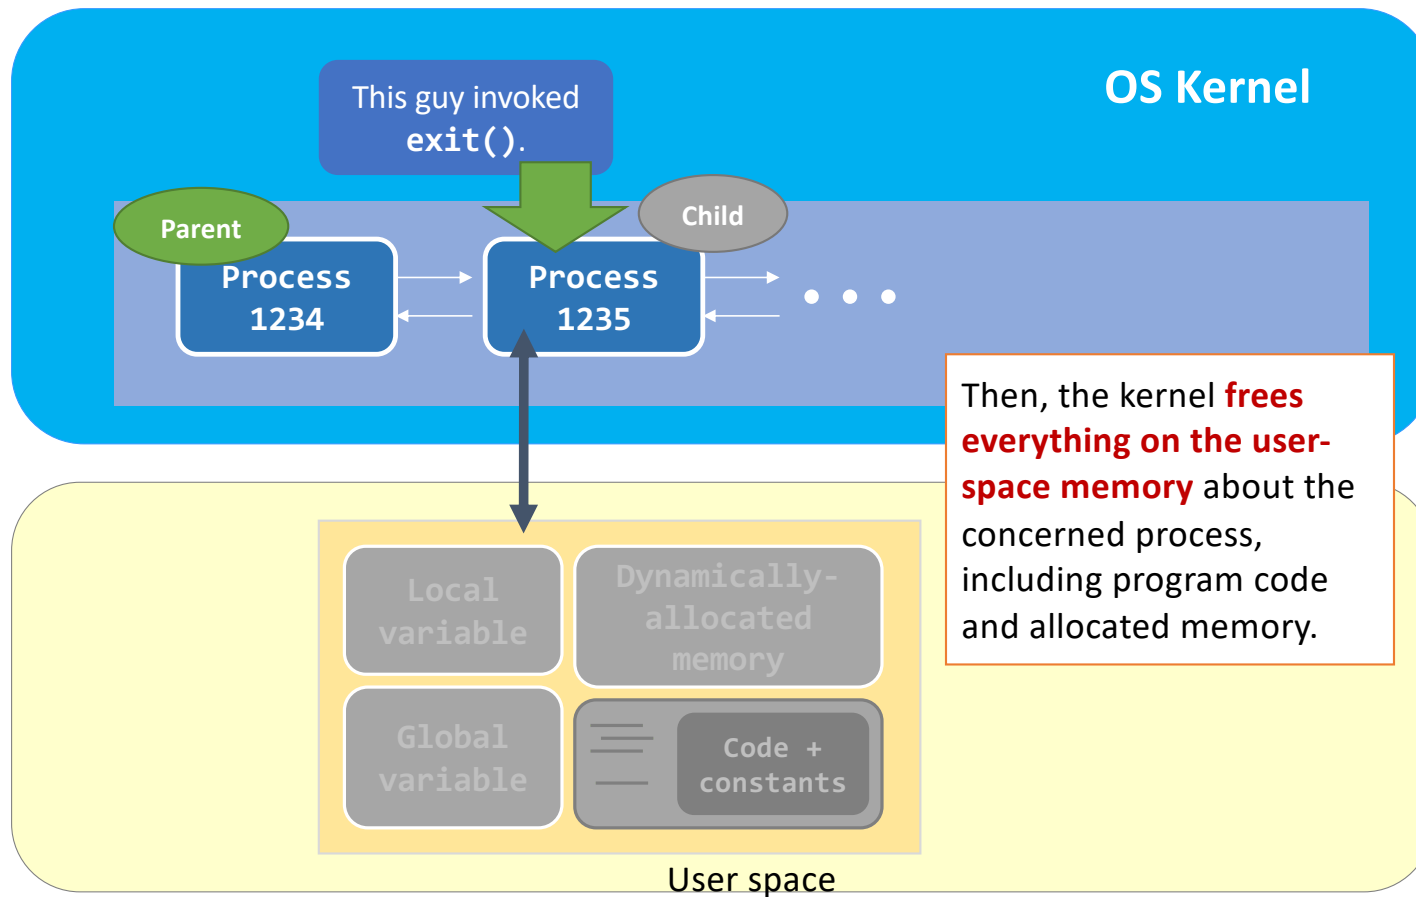 OS Kernel
This guy invoked
exit().
Parent
Child
Process
1234
Process
1235
• • •
Then, the kernel frees
everything on the user-
space memory about the
concerned process,
including program code
and allocated memory.
Local
variable
Dynamically-
allocated
memory
Global
variable
Code +
constants
User space